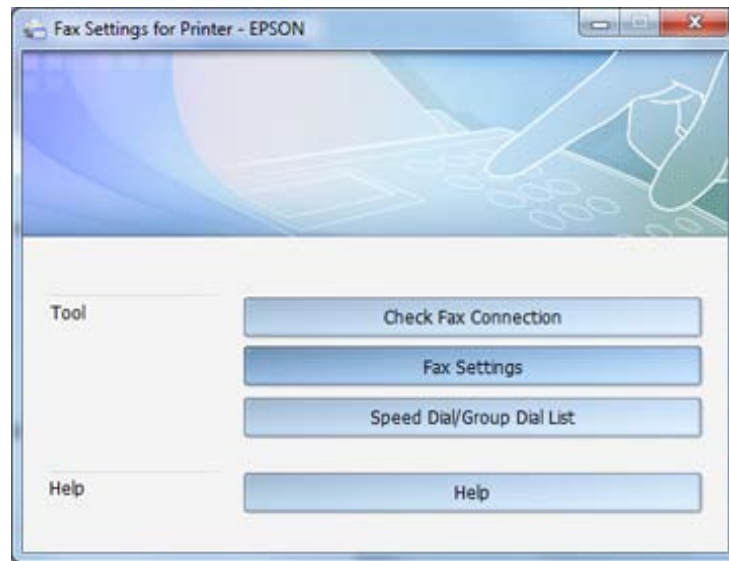 Fax Settings for Printer - EPSON
Tool
Check Fax Connection
Fax Settings
Speed Dial/Group Dial List
Help
Help